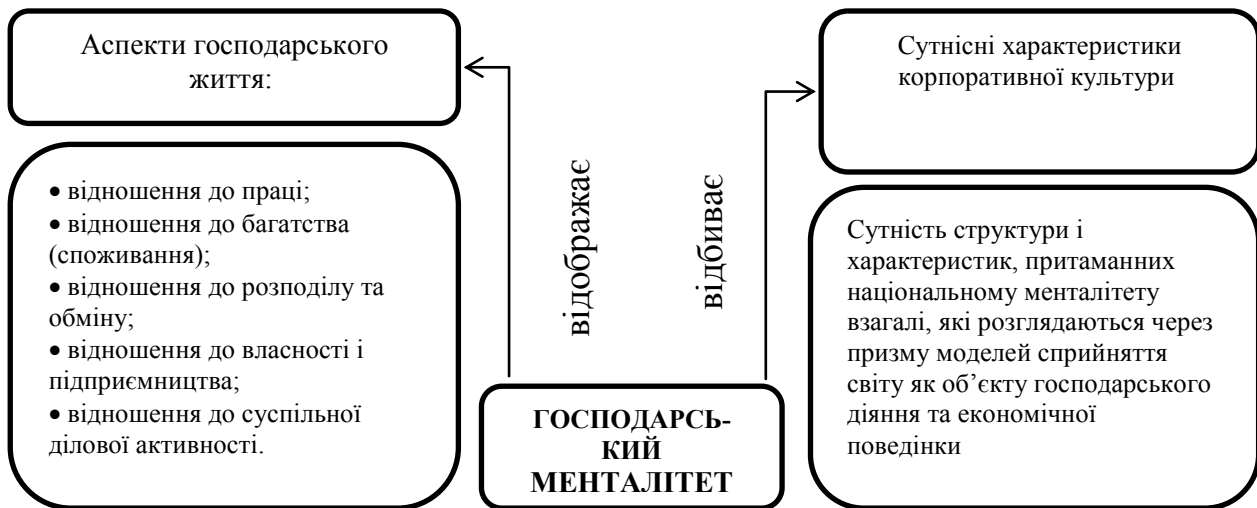 Аспекти господарського
життя:
• відношення до праці;
• відношення до багатства
(споживання);
• відношення до розподілу та
обміну;
• відношення до власності і
підприємництва;
• відношення до суспільної
ділової активності.
відображає
ГОСПОДАРСЬ-
КИЙ
МЕНТАЛІТЕТ
відбиває
Сутнісні характеристики
корпоративної культури
Сутність структури і
характеристик, притаманних
національному менталітету
взагалі, які розглядаються через
призму моделей сприйняття
світу як об’єкту господарського
діяння та економічної
поведінки